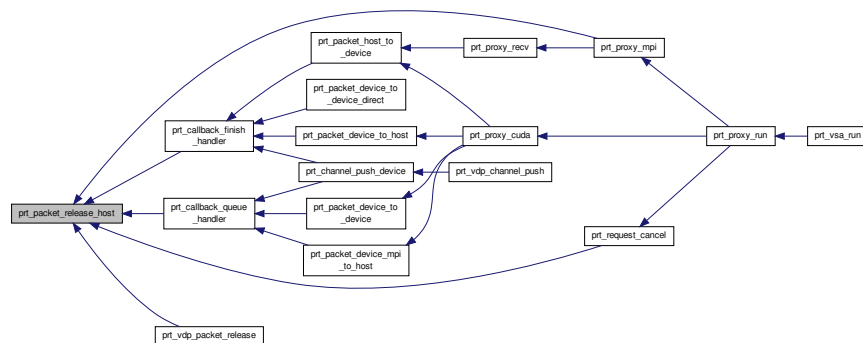 prt_packet_host_to
_device
prt_proxy_recv
prt_proxy_mpi
prt_packet_device_to
_device_direct
prt_callback_finish
_handler
prt_packet_device_to_host
prt_proxy_cuda
prt_proxy_run
prt_vsa_run
prt_channel_push_device
prt_vdp_channel_push
prt_packet_release_host
prt_callback_queue
_handler
prt_packet_device_to
_device
prt_request_cancel
prt_packet_device_mpi
_to_host
prt_vdp_packet_release